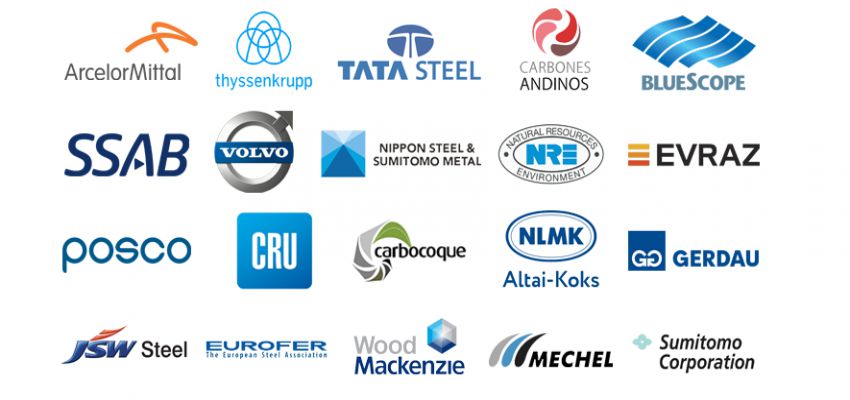 ArcelorMittal
thyssenkrupp
TATA STEEL
CARBONES
ANDINOS
BLUESCOPE
SSAB
VOLVO
NIPPON STEEL &
SUMITOMO METAL
NATURAL RESOURCES
NRE
ENVIRONMENT
EVRAZ
posco
CRU
carbocoque
NLMK
Altai-Koks
GERDAU
JSW Steel
EUROFER
The European Steel Association
Wood
Mackenzie
MECHEL
Sumitomo
Corporation